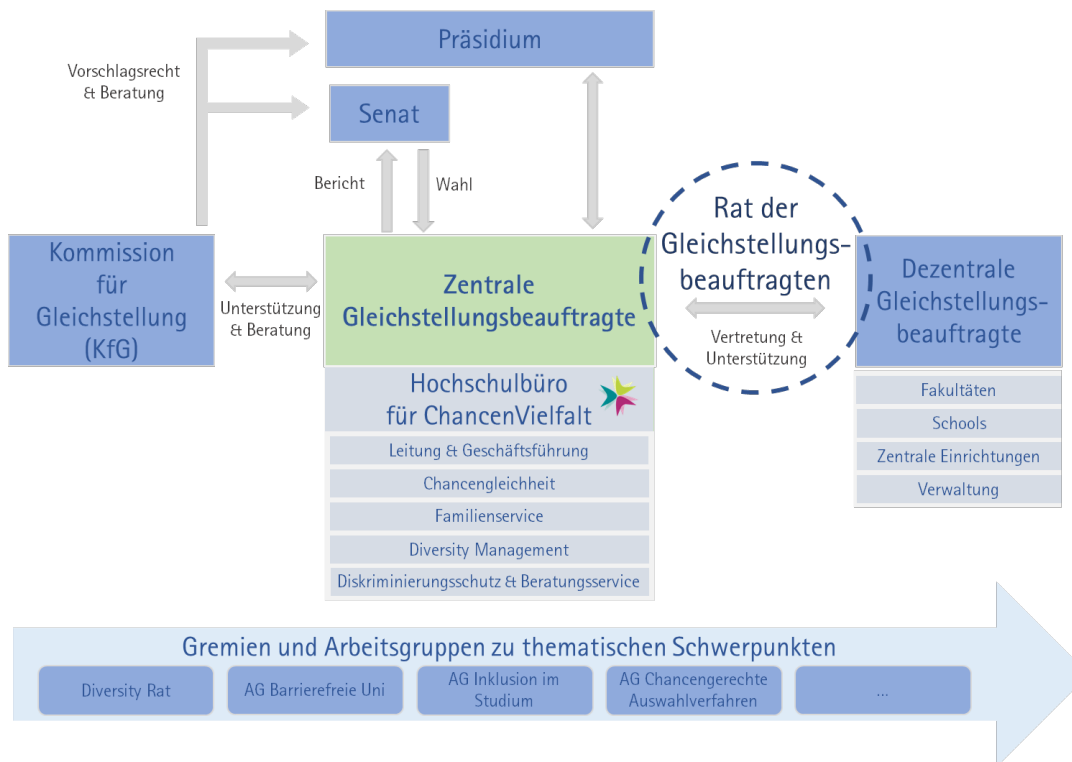 Präsidium
Vorschlagsrecht
& Beratung
Senat
Bericht
Wahl
Kommission
für
Gleichstellung
(KfG)
Unterstützung
& Beratung
Zentrale
Gleichstellungsbeauftragte
Rat der
Gleichstellungs-
beauftragten
Vertretung &
Unterstützung
Dezentrale
Gleichstellungs-
beauftragte
Hochschulbüro
für ChancenVielfalt
Leitung & Geschäftsführung
Chancengleichheit
Familienservice
Diversity Management
Diskriminierungsschutz & Beratungsservice
Fakultäten
Schools
Zentrale Einrichtungen
Verwaltung
Gremien und Arbeitsgruppen zu thematischen Schwerpunkten
Diversity Rat
AG Barrierefreie Uni
AG Inklusion im
Studium
AG Chancengerechte
Auswahlverfahren
...